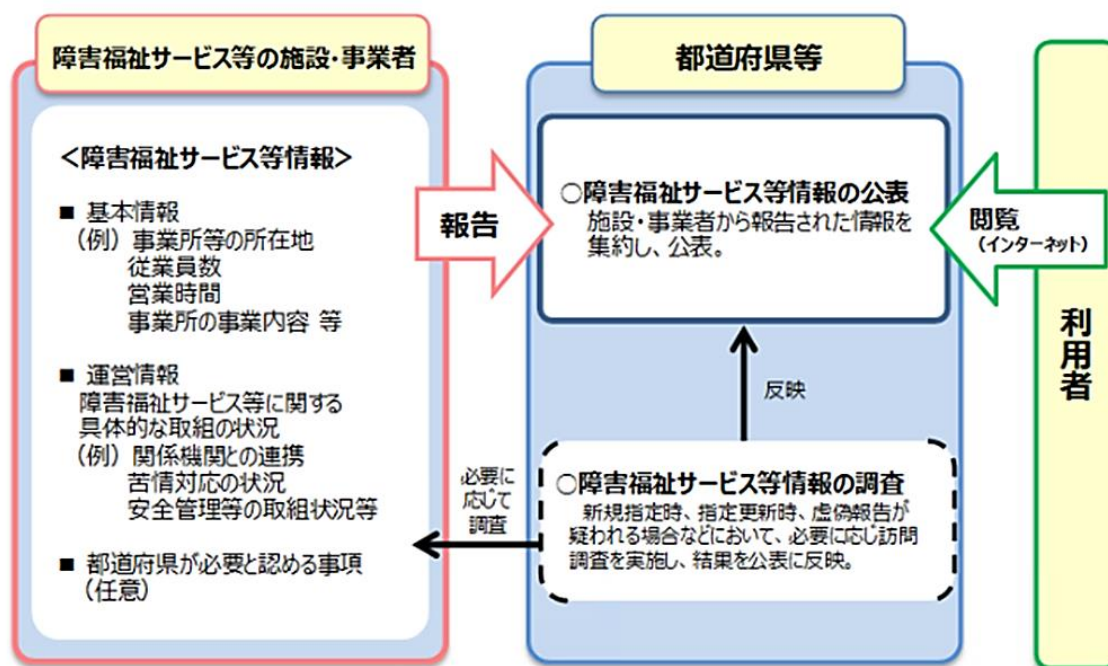 障害福祉サービス等の施設・事業者
<障害福祉サービス等情報>
■ 基本情報
（例）事業所等の所在地
従業員数
営業時間
事業所の事業内容 等
■ 運営情報
障害福祉サービス等に関する
具体的な取組の状況
（例）関係機関との連携
苦情対応の状況
安全管理等の取組状況等
■ 都道府県が必要と認める事項
（任意）
報告
必要に
応じて
調査
都道府県等
○障害福祉サービス等情報の公表
施設・事業者から報告された情報を
集約し、公表。
反映
○障害福祉サービス等情報の調査
新規指定時、指定更新時、虚偽報告が
疑われる場合などにおいて、必要に応じ訪問
調査を実施し、結果を公表に反映。
閲覧
（インターネット）
利用者